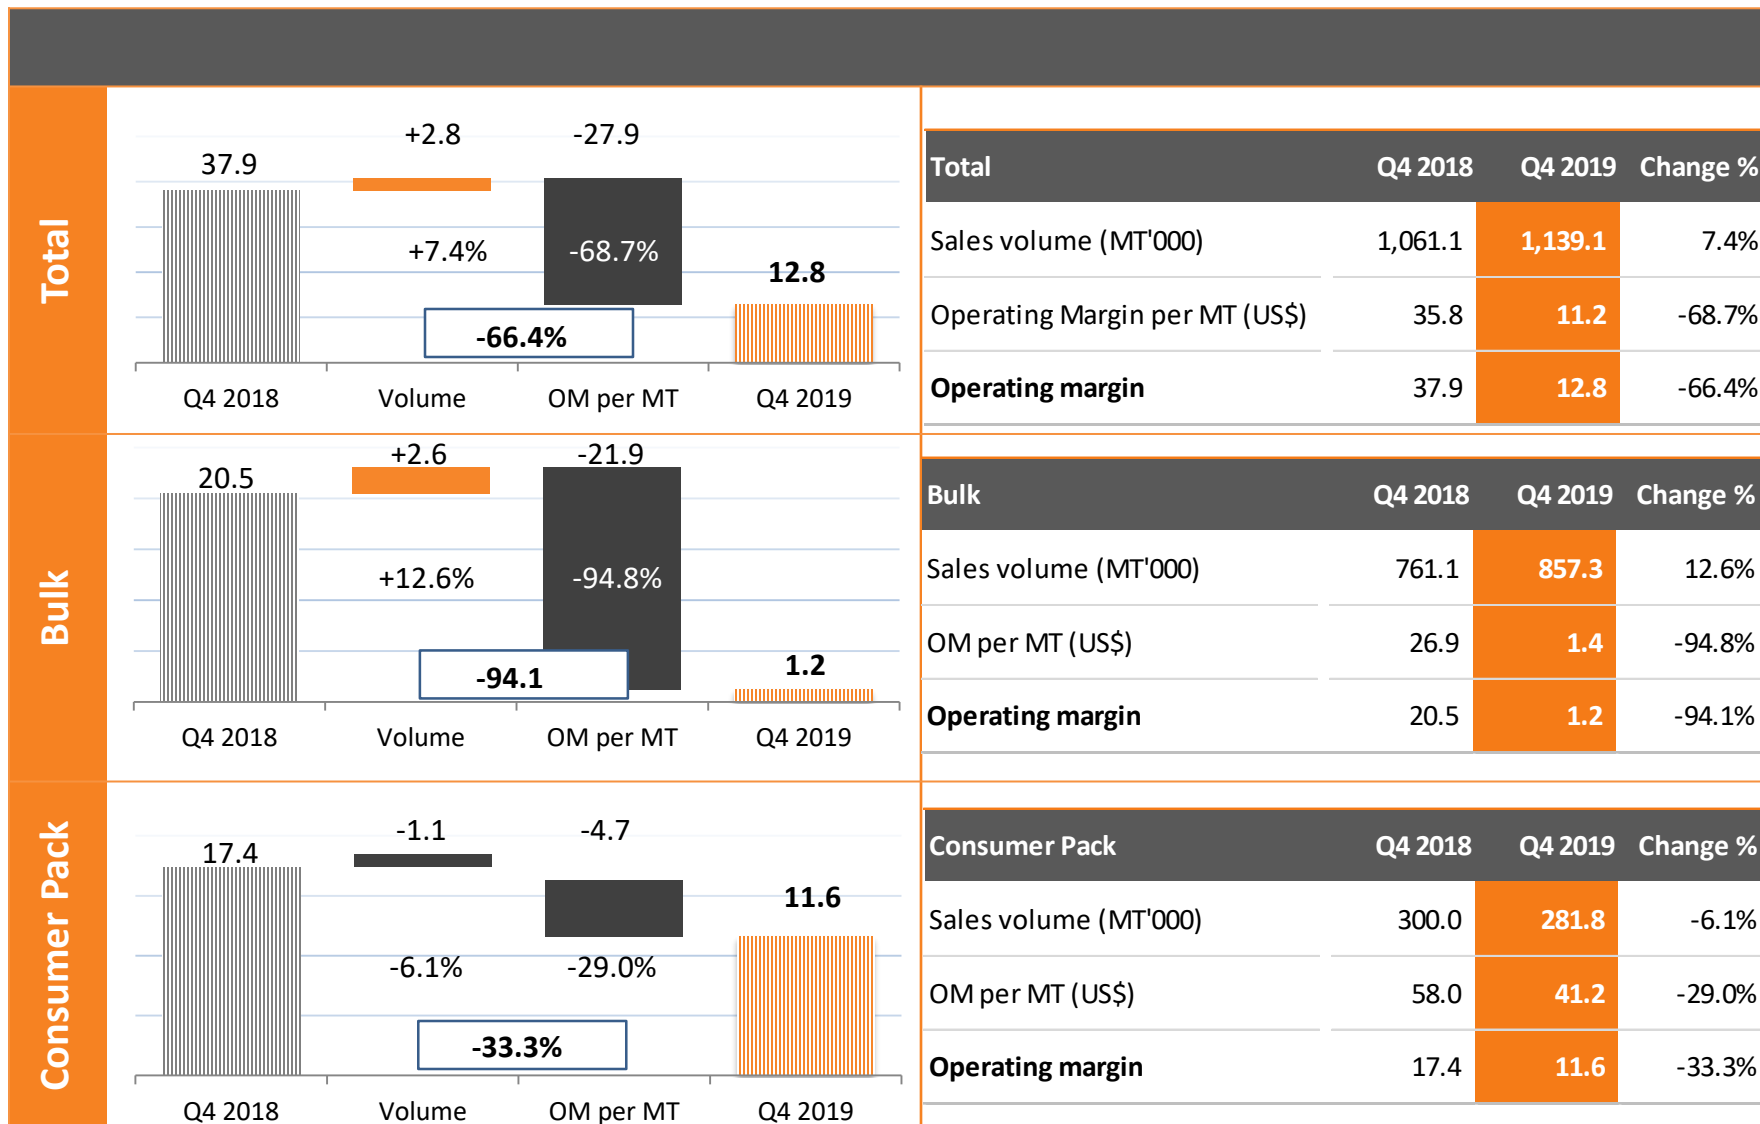 Total
+2.8 -27.9
37.9
+7.4% -68.7%
12.8
-66.4%
Q4 2018 Volume OM per MT Q4 2019
Total Q4 2018 Q4 2019 Change %
Sales volume (MT'000) 1,061.1 1,139.1 7.4%
Operating Margin per MT (US$) 35.8 11.2 -68.7%
Operating margin 37.9 12.8 -66.4%
Bulk
+2.6 -21.9
20.5
+12.6% -94.8%
1.2
-94.1
Q4 2018 Volume OM per MT Q4 2019
Bulk Q4 2018 Q4 2019 Change %
Sales volume (MT'000) 761.1 857.3 12.6%
OM per MT (US$) 26.9 1.4 -94.8%
Operating margin 20.5 1.2 -94.1%
Consumer Pack
-1.1 -4.7
17.4
11.6
-6.1% -29.0%
-33.3%
Q4 2018 Volume OM per MT Q4 2019
Consumer Pack Q4 2018 Q4 2019 Change %
Sales volume (MT'000) 300.0 281.8 -6.1%
OM per MT (US$) 58.0 41.2 -29.0%
Operating margin 17.4 11.6 -33.3%